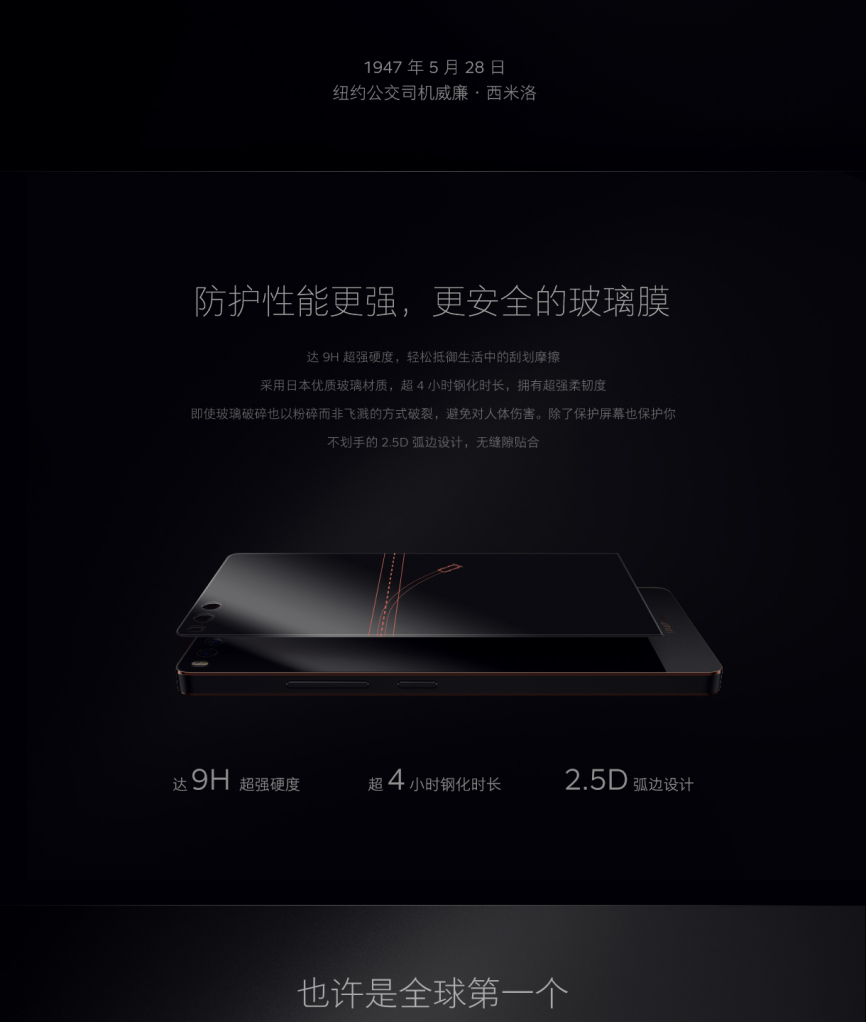 1947 年 5 月 28 日
纽约公交司机威廉 · 西米洛
防护性能更强，更安全的玻璃膜
达 9H 超强硬度，轻松抵御生活中的刮划摩擦
采用日本优质玻璃材质，超 4 小时钢化时长，拥有超强柔韧度
即使玻璃破碎也以粉碎而非飞溅的方式破裂，避免对人体伤害。除了保护屏幕也保护你
不划手的 2.5D 弧边设计，无缝隙贴合
达 9H 超强硬度
超 4 小时钢化时长
2.5D 弧边设计
也许是全球第一个